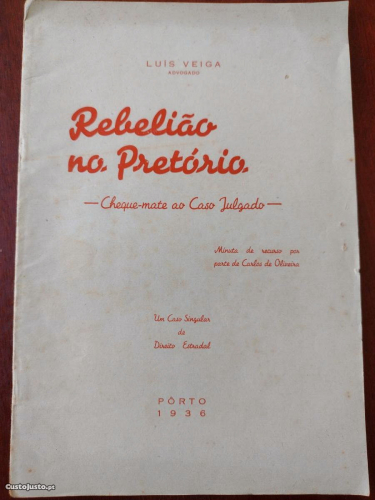 LUÍS VEIGA
ADVOGADO
Rebelião
no Pretório
— Cheque-mate ao Caso Julgado —
Minuta de recurso por
parte de Carlos de Oliveira
Um Caso Singular
de
Direito Estradal
PÔRTO
1936
CustoJusto.pt